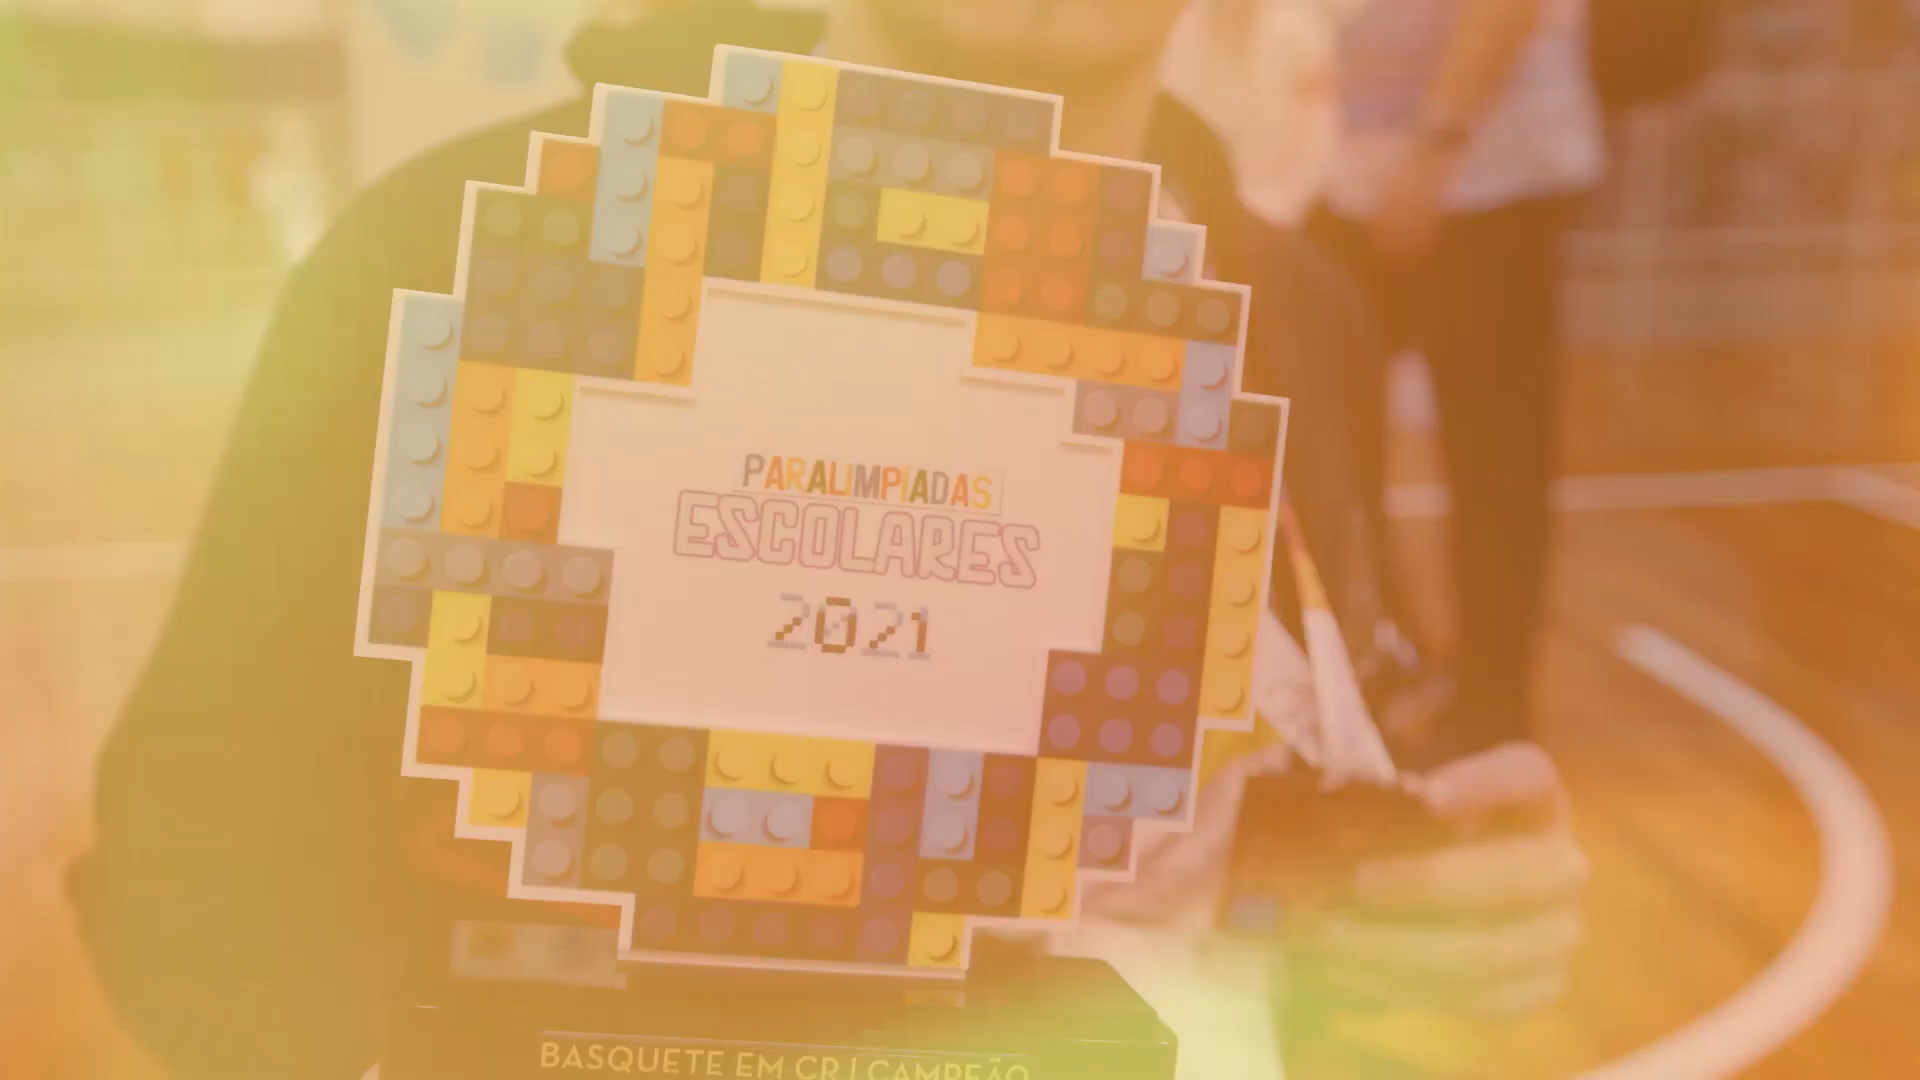 PARALIMPÍADAS
ESCOLARES
2021
BASQUETE EM CR | CAMPEÃO